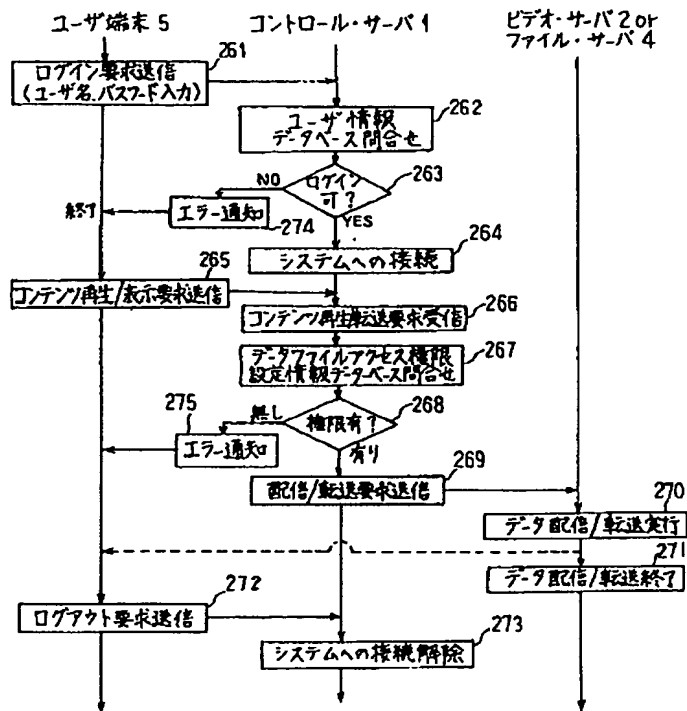 ユーザ端末 5
コントロール・サーバ 1
ビデオ・サーバ 2 or
ファイル・サーバ 4
261
ログイン要求送信
(ユーザ名、パスワード入力)
262
ユーザ情報
データベース問合せ
263
ログイン
可?
NO
YES
エラー通知
274
終了
264
システムへの接続
265
コンテンツ再生/表示要求送信
266
コンテンツ再生転送要求受信
267
データファイルアクセス権限
設定情報データーベース問合せ
268
権限有?
無し
有り
275
エラー通知
269
配信/転送要求送信
270
データ配信/転送実行
271
データ配信/転送終了
272
ログアウト要求送信
273
システムへの接続解除